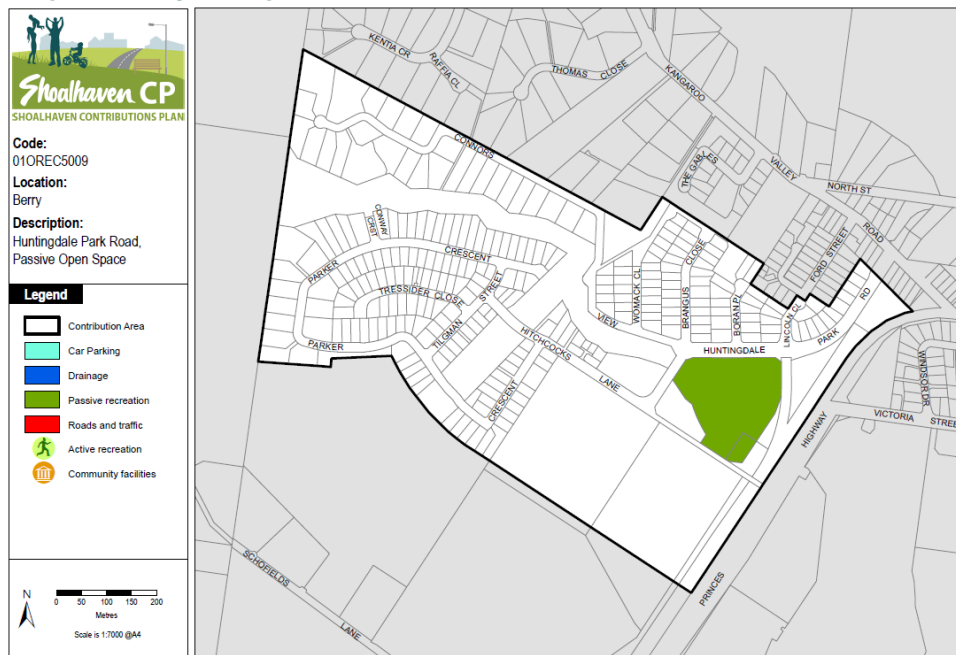 Shoalhaven CP
SHOALHAVEN CONTRIBUTIONS PLAN
Code:
01OREC5009
Location:
Berry
Description:
Huntingdale Park Road,
Passive Open Space
Legend
Contribution Area
Car Parking
Drainage
Passive recreation
Roads and traffic
Active recreation
Community facilities
N
0 50 100 150 200
Metres
Scale is 1:7000 @A4
KENTIA CR
RAFFIA CL
THOMAS CLOSE
KANGAROO
VALLEY
ROAD
NORTH ST
THE GABLES
FORD STREET
CONNORS
VIEW
CONWAY
CRST
PARKER
CRESCENT
TRESSIDER CLOSE
TILGMAN
STREET
PARKER
CRESCENT
HITCHCOCKS
LANE
WOMACK CL
BRANGUS
CLOSE
BORAN PL
LINCOLN CL
HUNTINGDALE
PARK
RD
WINDSOR DR
VICTORIA STREE
HIGHWAY
PRINCES
SCHOFIELDS
LANE